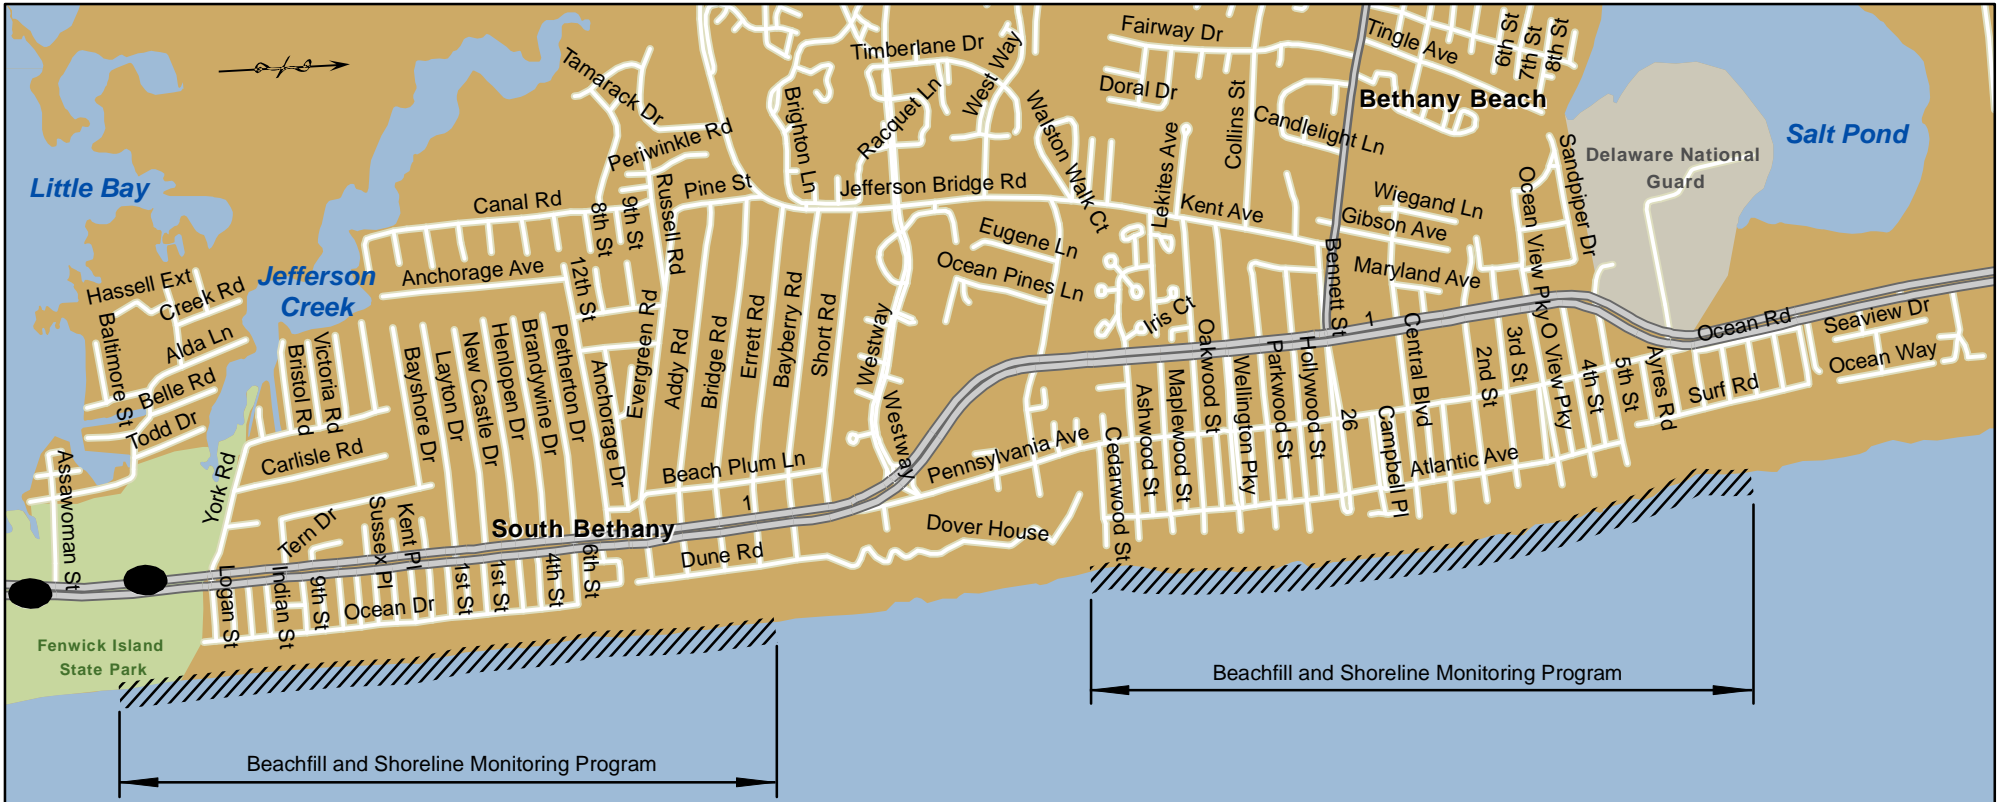 Fairway Dr
Timberlane Dr
West Way
Tingle Ave
6th St
7th St
8th St
Tamarack Dr
Racquet Ln
Doral Dr
Collins St
Bethany Beach
Brighton Ln
Walston Walk Ct
Candlelight Ln
Salt Pond
Periwinkle Rd
Lekites Ave
Sandpiper Dr
Delaware National
Guard
Little Bay
Canal Rd
8th St
9th St
Russell Rd
Pine St
Jefferson Bridge Rd
Kent Ave
Wiegand Ln
Gibson Ave
Ocean View Pky
Eugene Ln
Ocean Pines Ln
Bennett St
Maryland Ave
Hassell Ext
Creek Rd
Jefferson
Creek
Anchorage Ave
12th St
Baltimore St
Alda Ln
Belle Rd
Todd Dr
Bristol Rd
Victoria Rd
Bayshore Dr
Layton Dr
New Castle Dr
Henlopen Dr
Brandywine Dr
Petherton Dr
Anchorage Dr
Evergreen Rd
Addy Rd
Bridge Rd
Errett Rd
Bayberry Rd
Short Rd
Westway
Westway
Iris Ct
Oakwood St
Wellington Pky
Parkwood St
Hollywood St
1
Central Blvd
2nd St
3rd St
O View Pky
4th St
5th St
Ayres Rd
Ocean Rd
Seaview Dr
Ocean Way
Surf Rd
Assawoman St
York Rd
Carlisle Rd
Beach Plum Ln
Pennsylvania Ave
Cedarwood St
Ashwood St
Maplewood St
26
Campbell Pl
Atlantic Ave
Tern Dr
Sussex Pl
Kent Pl
South Bethany
1
Dover House
Dune Rd
Logan St
Indian St
9th St
Ocean Dr
1st St
1st St
4th St
6th St
Fenwick Island
State Park
Beachfill and Shoreline Monitoring Program
Beachfill and Shoreline Monitoring Program